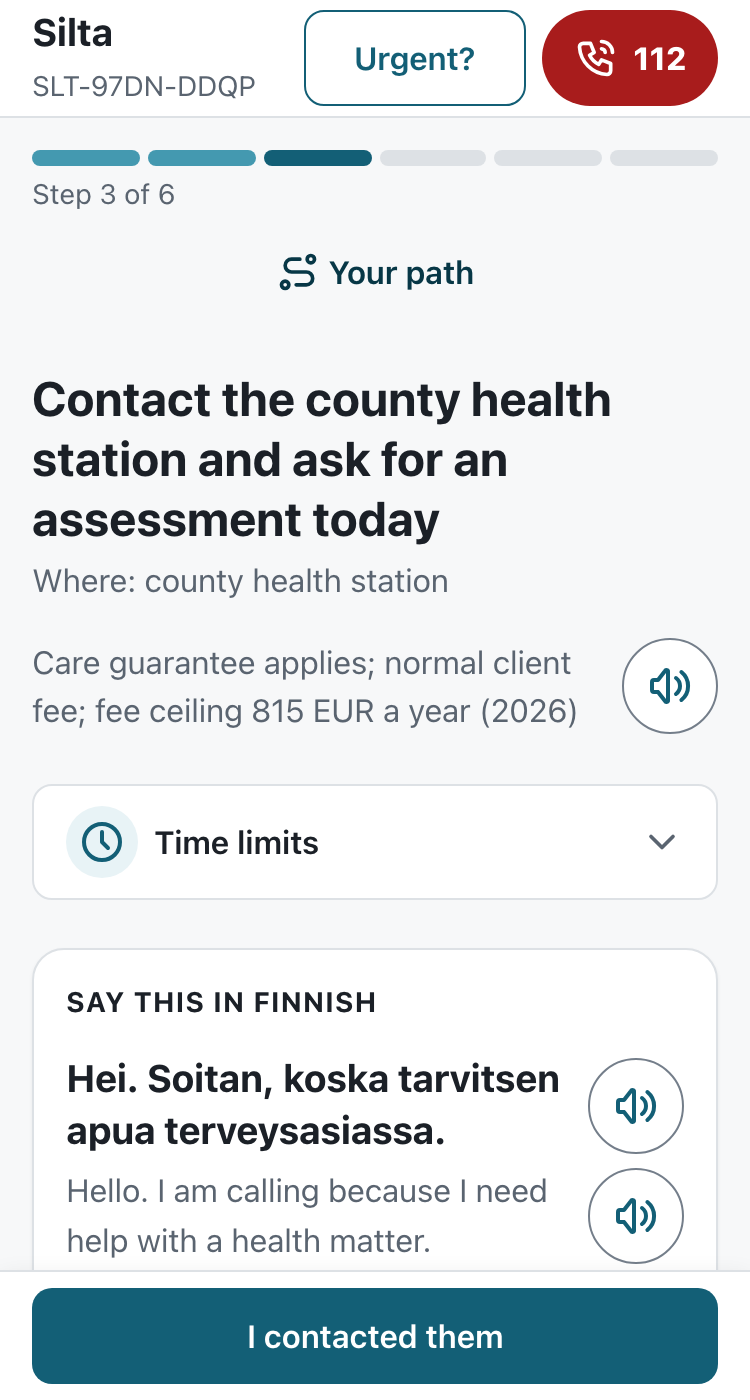 Silta
SLT-97DN-DDQP
Urgent?
112
Step 3 of 6
Your path
Contact the county health
station and ask for an
assessment today
Where: county health station
Care guarantee applies; normal client
fee; fee ceiling 815 EUR a year (2026)
Time limits
SAY THIS IN FINNISH
Hei. Soitan, koska tarvitsen
apua terveysasiassa.
Hello. I am calling because I need
help with a health matter.
I contacted them